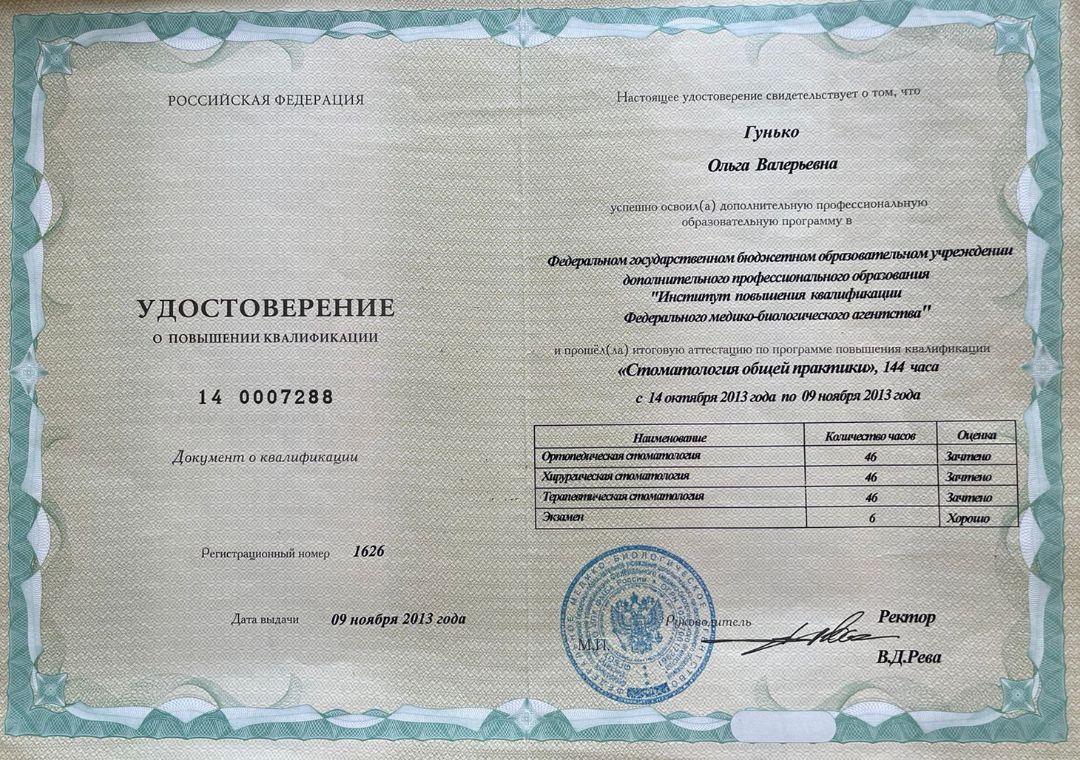 РОССИЙСКАЯ ФЕДЕРАЦИЯ
УДОСТОВЕРЕНИЕ
О ПОВЫШЕНИИ КВАЛИФИКАЦИИ
14 0007288
Документ о квалификации
Регистрационный номер 1626
Дата выдачи 09 ноября 2013 года
Настоящее удостоверение свидетельствует о том, что
Гунько
Ольга Валерьевна
успешно освоил(а) дополнительную профессиональную
образовательную программу в
Федеральном государственном бюджетном образовательном учреждении
дополнительного профессионального образования
"Институт повышения квалификации
Федерального медико-биологического агентства"
и прошёл(ла) итоговую аттестацию по программе повышения квалификации
«Стоматология общей практики», 144 часа
с 14 октября 2013 года по 09 ноября 2013 года
Наименование Количество часов Оценка
Ортопедическая стоматология 46 Зачтено
Хирургическая стоматология 46 Зачтено
Терапевтическая стоматология 46 Зачтено
Экзамен 6 Хорошо
ФЕДЕРАЛЬНОЕ МЕДИКО-БИОЛОГИЧЕСКОЕ АГЕНТСТВО
Руководитель
Ректор
М.П.
В.Д.Рева